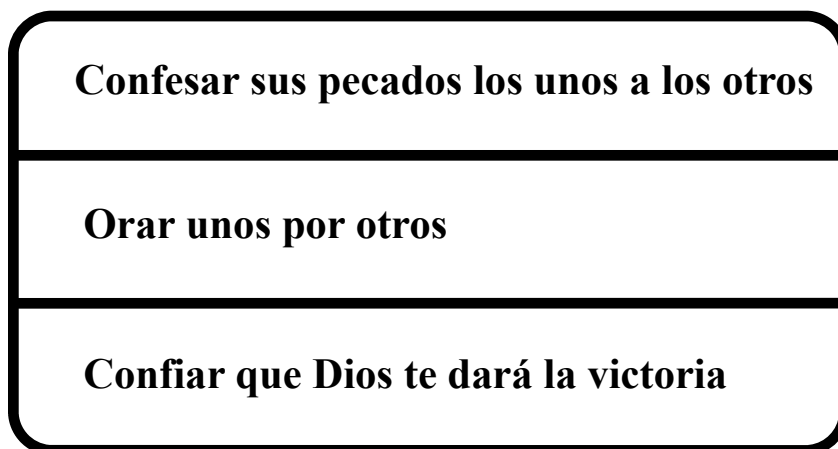 Confesar sus pecados los unos a los otros
Orar unos por otros
Confiar que Dios te dará la victoria